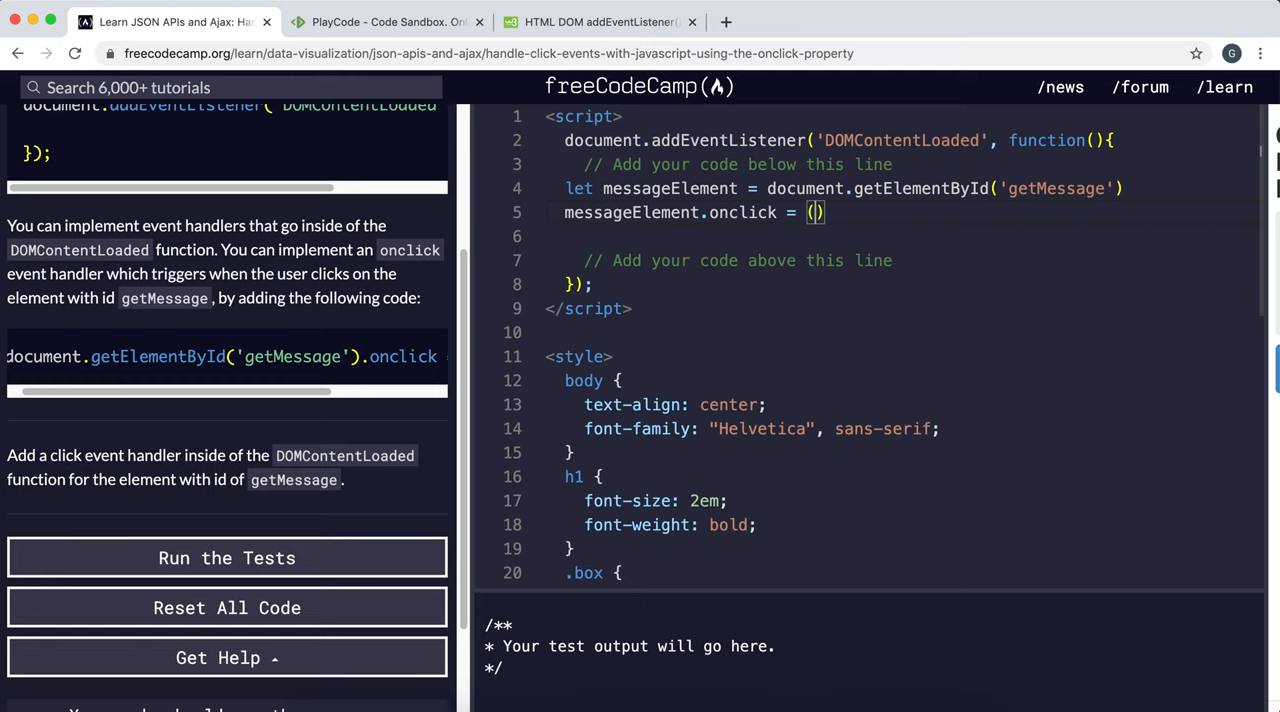 Learn JSON APIs and Ajax: Ha
PlayCode - Code Sandbox. Onl
HTML DOM addEventListener()
freecodecamp.org/learn/data-visualization/json-apis-and-ajax/handle-click-events-with-javascript-using-the-onclick-property
G
Search 6,000+ tutorials
freeCodeCamp
/news
/forum
/learn
document.addEventListener('DOMContentLoaded
});
You can implement event handlers that go inside of the
DOMContentLoaded function. You can implement an onclick
event handler which triggers when the user clicks on the
element with id getMessage, by adding the following code:
document.getElementById('getMessage').onclick =
Add a click event handler inside of the DOMContentLoaded
function for the element with id of getMessage.
Run the Tests
Reset All Code
Get Help
1 <script>
2 document.addEventListener('DOMContentLoaded', function(){
3 // Add your code below this line
4 let messageElement = document.getElementById('getMessage')
5 messageElement.onclick = ()
6
7 // Add your code above this line
8 });
9 </script>
10
11 <style>
12 body {
13 text-align: center;
14 font-family: "Helvetica", sans-serif;
15 }
16 h1 {
17 font-size: 2em;
18 font-weight: bold;
19 }
20 .box {
/**
* Your test output will go here.
*/